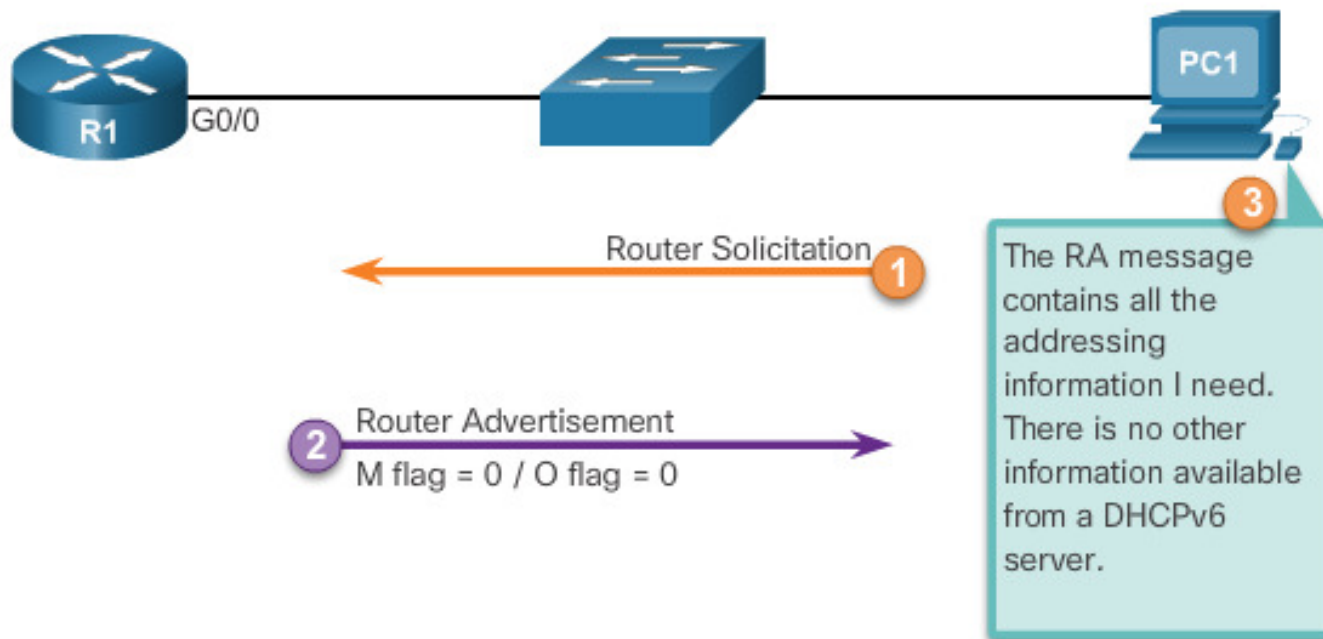 R1
G0/0
PC1
Router Solicitation
1
2
Router Advertisement
M flag = 0 / O flag = 0
3
The RA message
contains all the
addressing
information I need.
There is no other
information available
from a DHCPv6
server.